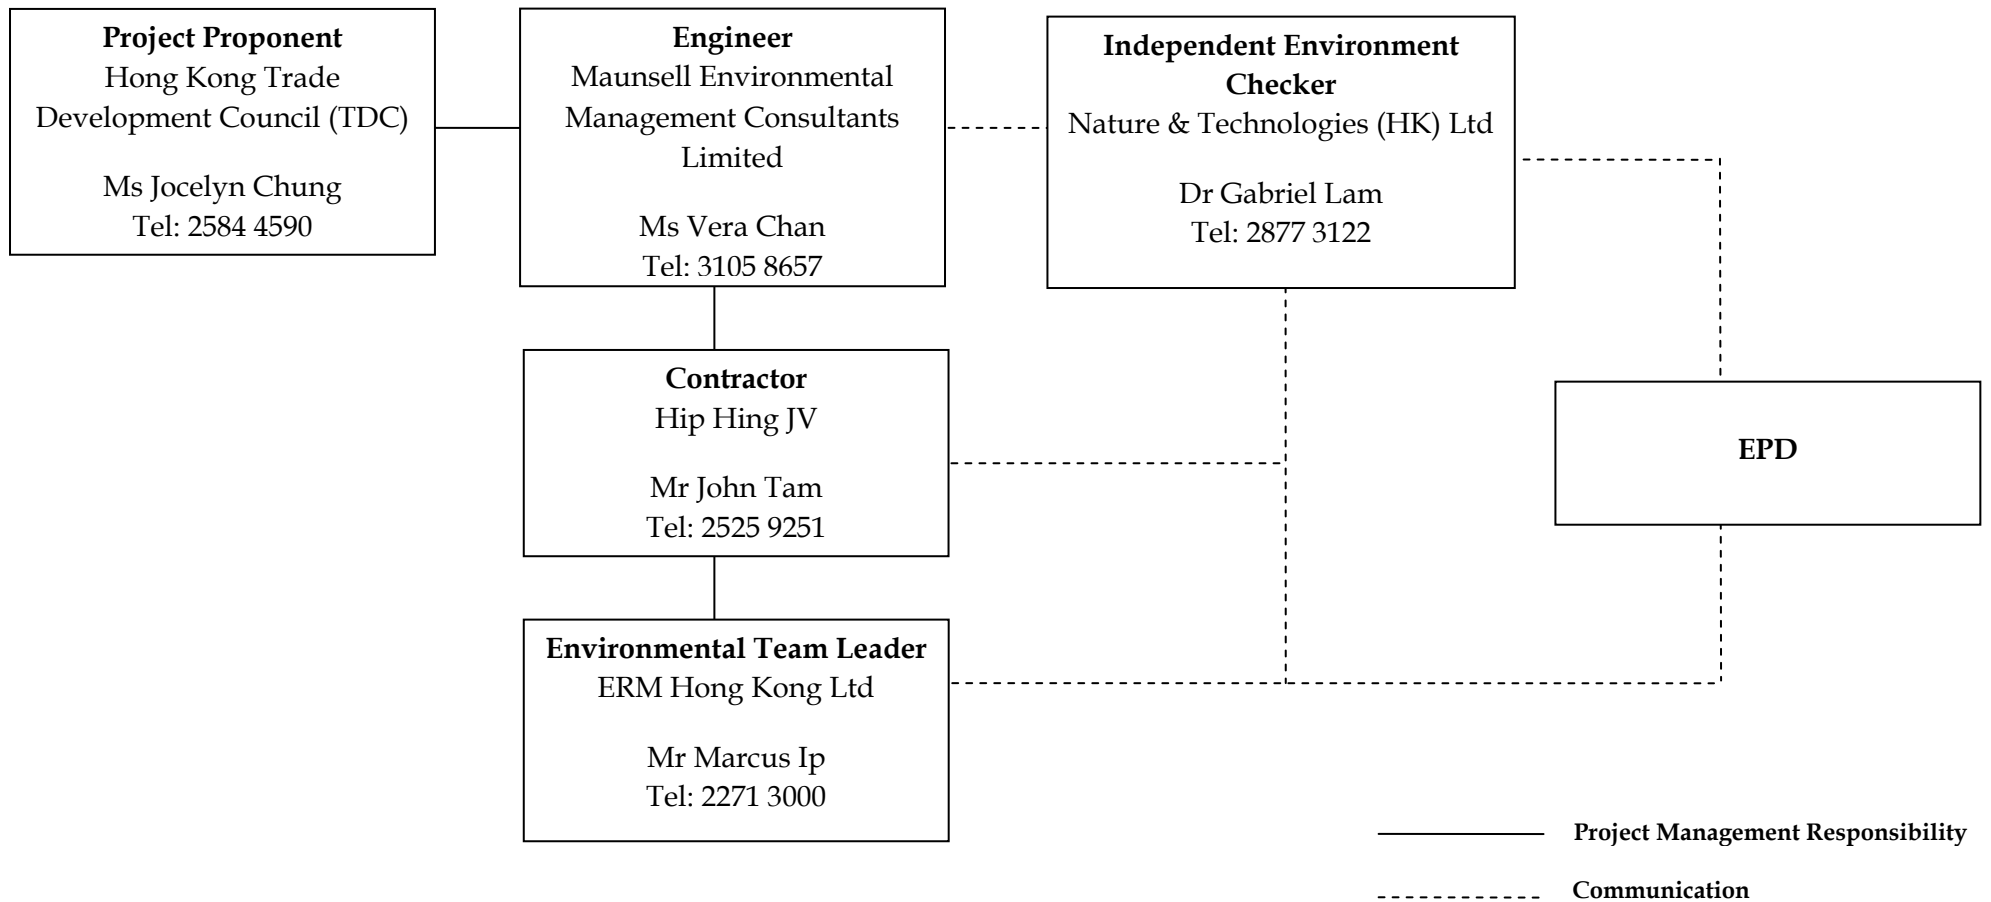 Project Proponent
Hong Kong Trade
Development Council (TDC)
Ms Jocelyn Chung
Tel: 2584 4590
Engineer
Maunsell Environmental
Management Consultants
Limited
Ms Vera Chan
Tel: 3105 8657
Independent Environment
Checker
Nature & Technologies (HK) Ltd
Dr Gabriel Lam
Tel: 2877 3122
Contractor
Hip Hing JV
Mr John Tam
Tel: 2525 9251
EPD
Environmental Team Leader
ERM Hong Kong Ltd
Mr Marcus Ip
Tel: 2271 3000
Project Management Responsibility
Communication